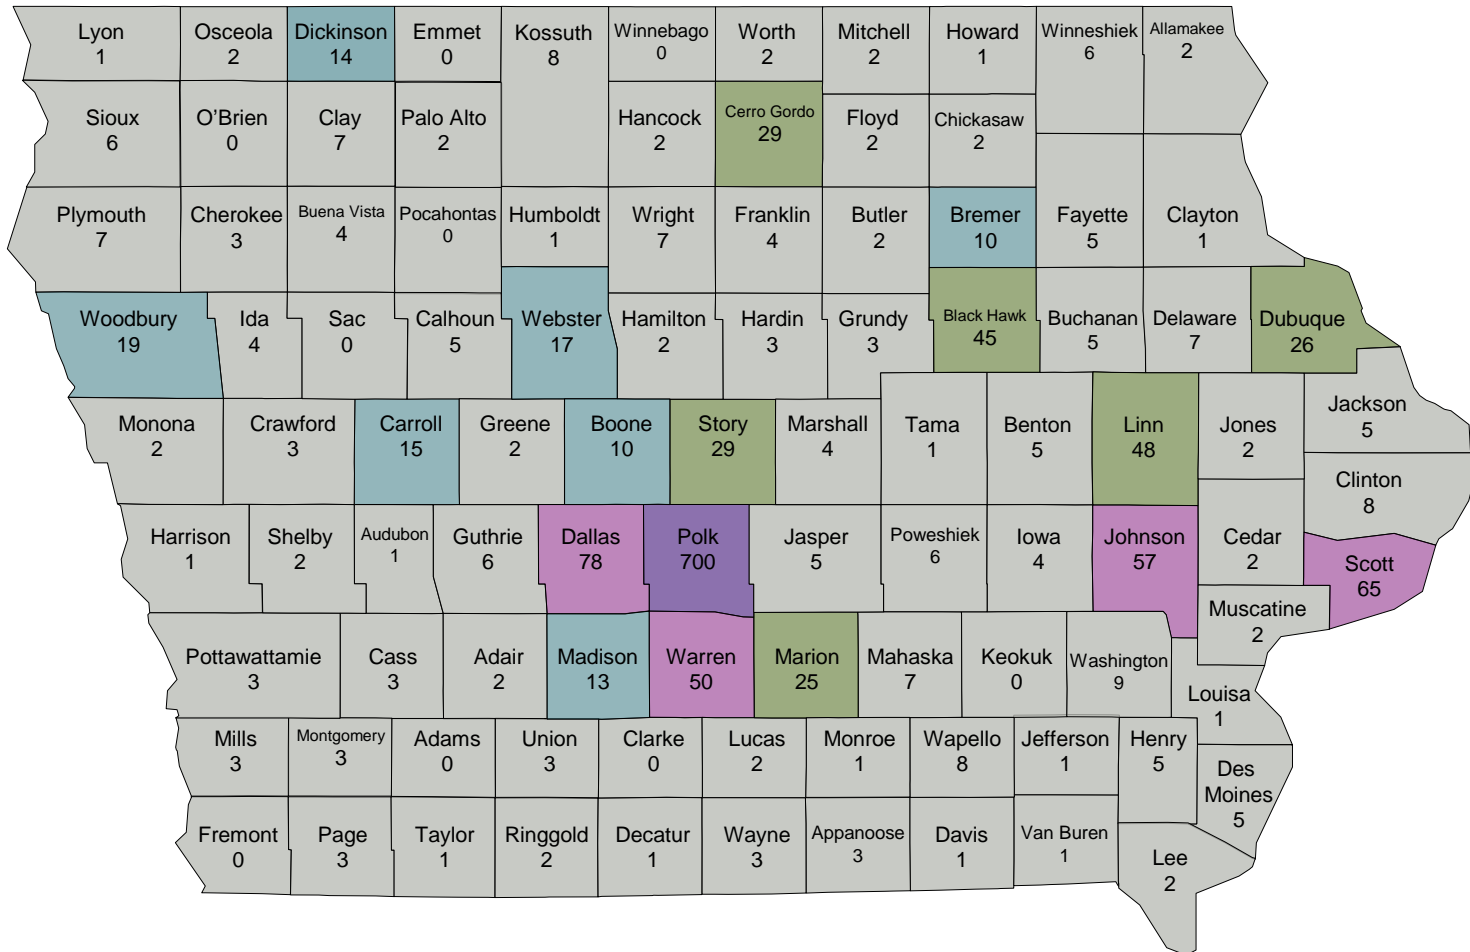 Lyon
1
Osceola
2
Dickinson
14
Emmet
0
Kossuth
8
Winnebago
0
Worth
2
Mitchell
2
Howard
1
Winneshiek
6
Allamakee
2
Sioux
6
O’Brien
0
Clay
7
Palo Alto
2
Hancock
2
Cerro Gordo
29
Floyd
2
Chickasaw
2
Plymouth
7
Cherokee
3
Buena Vista
4
Pocahontas
0
Humboldt
1
Wright
7
Franklin
4
Butler
2
Bremer
10
Fayette
5
Clayton
1
Woodbury
19
Ida
4
Sac
0
Calhoun
5
Webster
17
Hamilton
2
Hardin
3
Grundy
3
Black Hawk
45
Buchanan
5
Delaware
7
Dubuque
26
Monona
2
Crawford
3
Carroll
15
Greene
2
Boone
10
Story
29
Marshall
4
Tama
1
Benton
5
Linn
48
Jones
2
Jackson
5
Clinton
8
Harrison
1
Shelby
2
Audubon
1
Guthrie
6
Dallas
78
Polk
700
Jasper
5
Poweshiek
6
Iowa
4
Johnson
57
Cedar
2
Scott
65
Muscatine
2
Pottawattamie
3
Cass
3
Adair
2
Madison
13
Warren
50
Marion
25
Mahaska
7
Keokuk
0
Washington
9
Louisa
1
Mills
3
Montgomery
3
Adams
0
Union
3
Clarke
0
Lucas
2
Monroe
1
Wapello
8
Jefferson
1
Henry
5
Des
Moines
5
Fremont
0
Page
3
Taylor
1
Ringgold
2
Decatur
1
Wayne
3
Appanoose
3
Davis
1
Van Buren
1
Lee
2